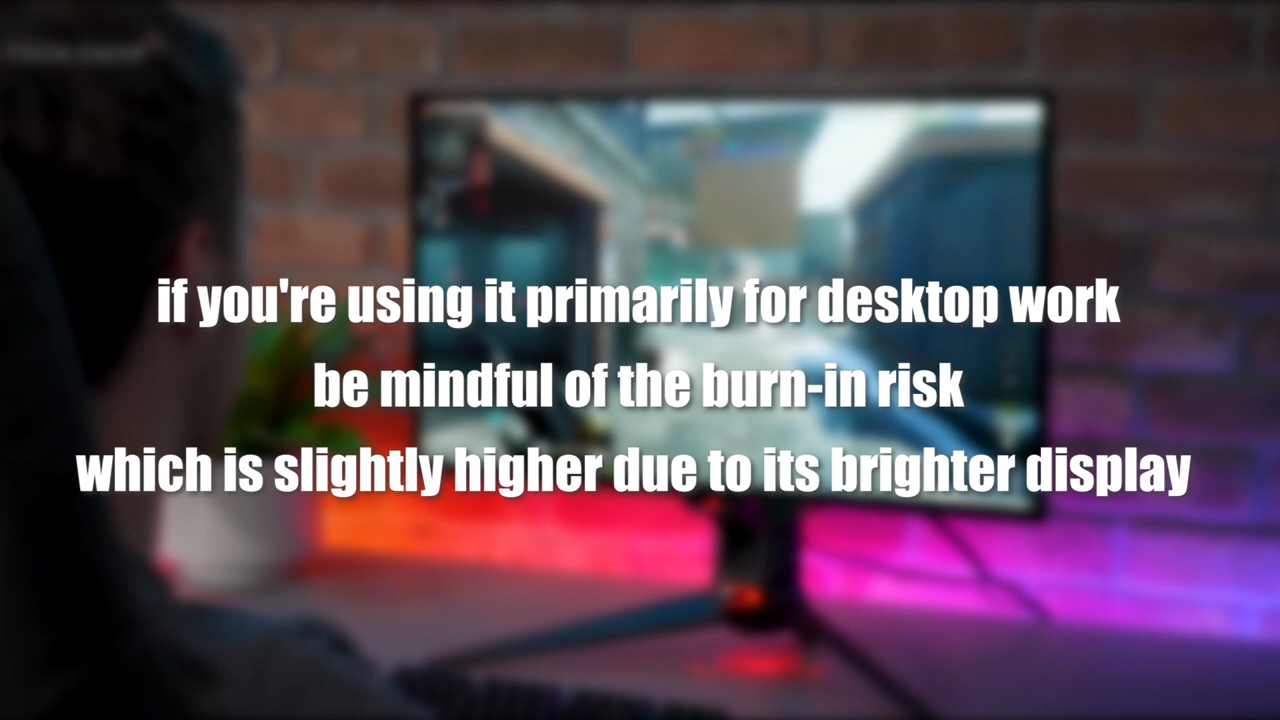 if you're using it primarily for desktop work
be mindful of the burn-in risk
which is slightly higher due to its brighter display